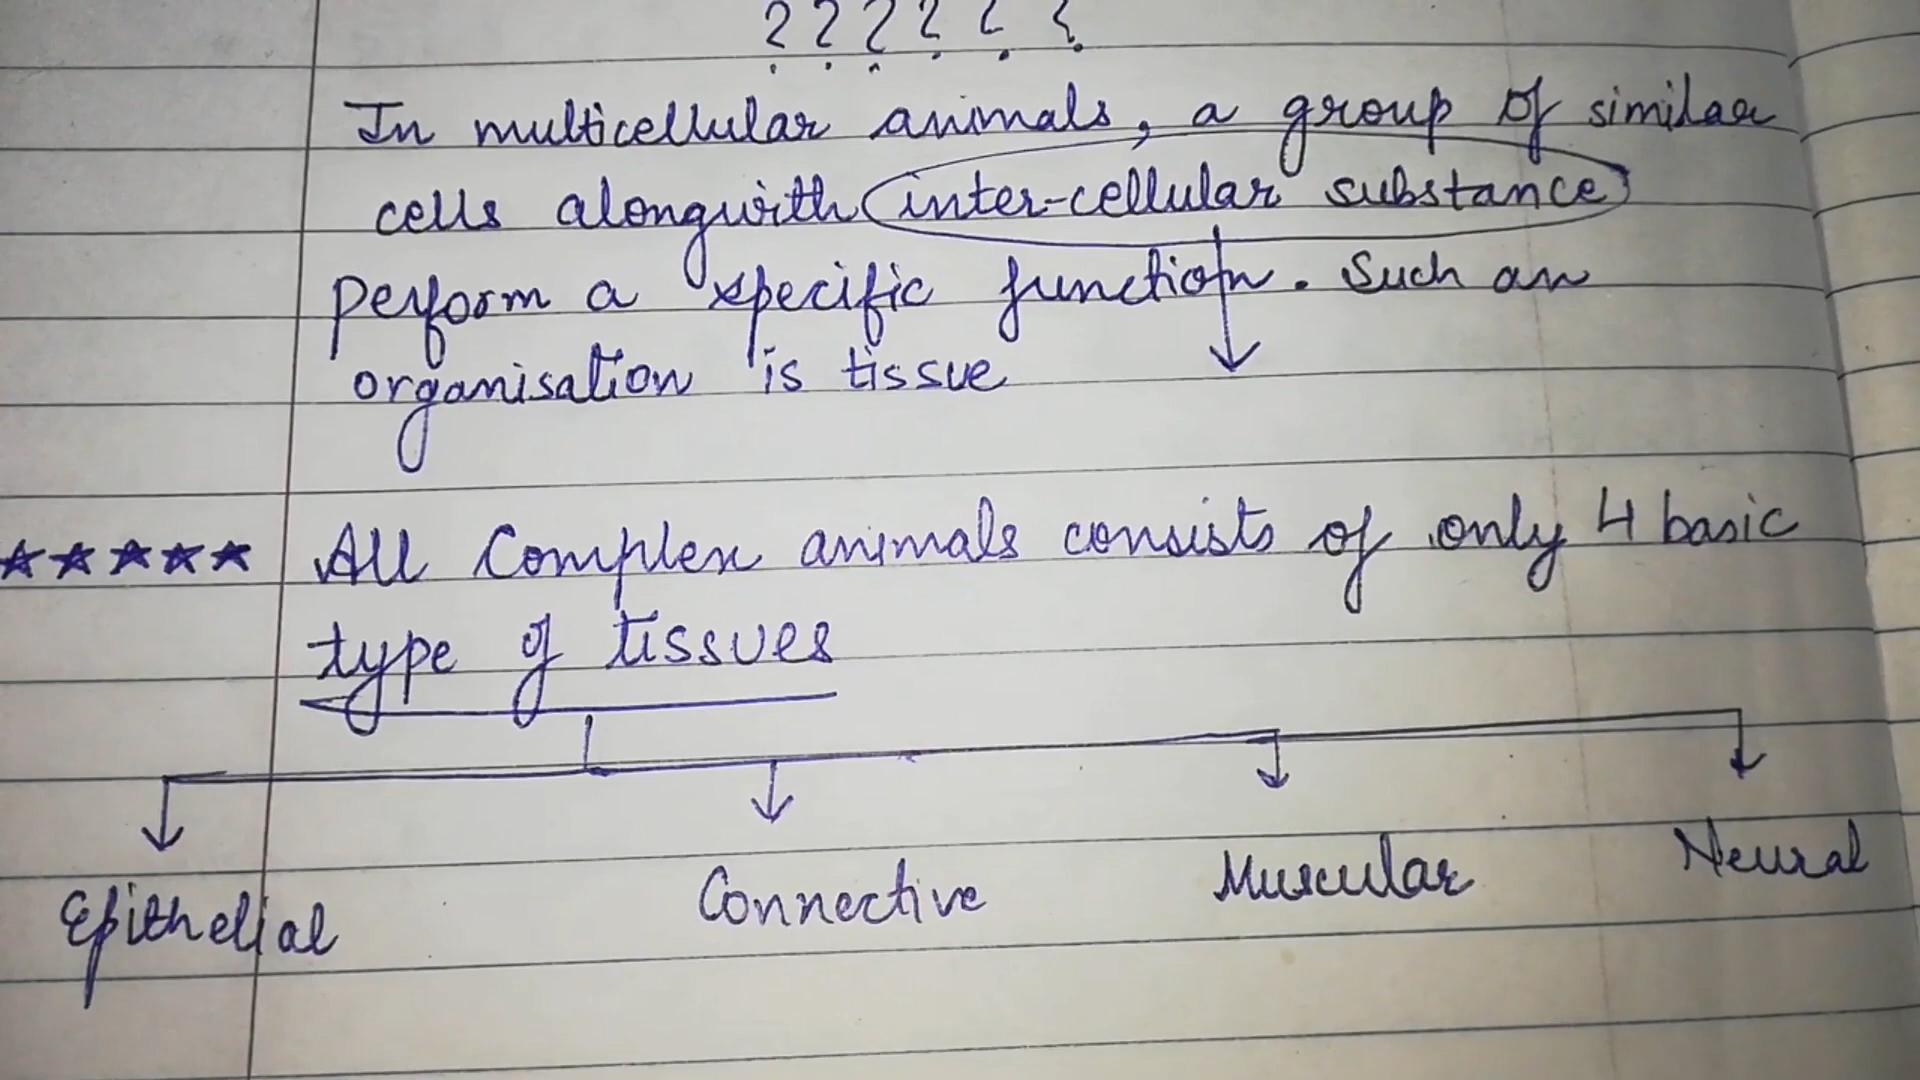 ? ? ? ? ? ?
In multicellular animals, a group of similar
cells alongwith inter-cellular substance
perform a specific function. Such an
organisation is tissue
All Complex animals consists of only 4 basic
type of tissues
Epithelial Connective Muscular Neural